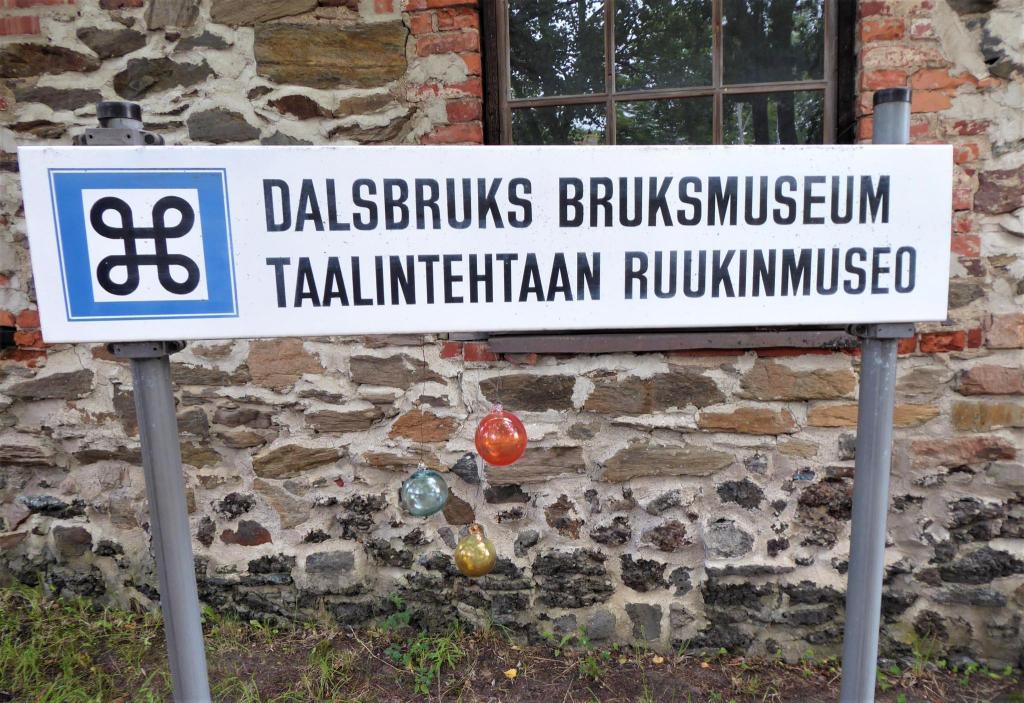 DALSBRUKS BRUKSMUSEUM
TAALINTEHTAAN RUUKINMUSEO